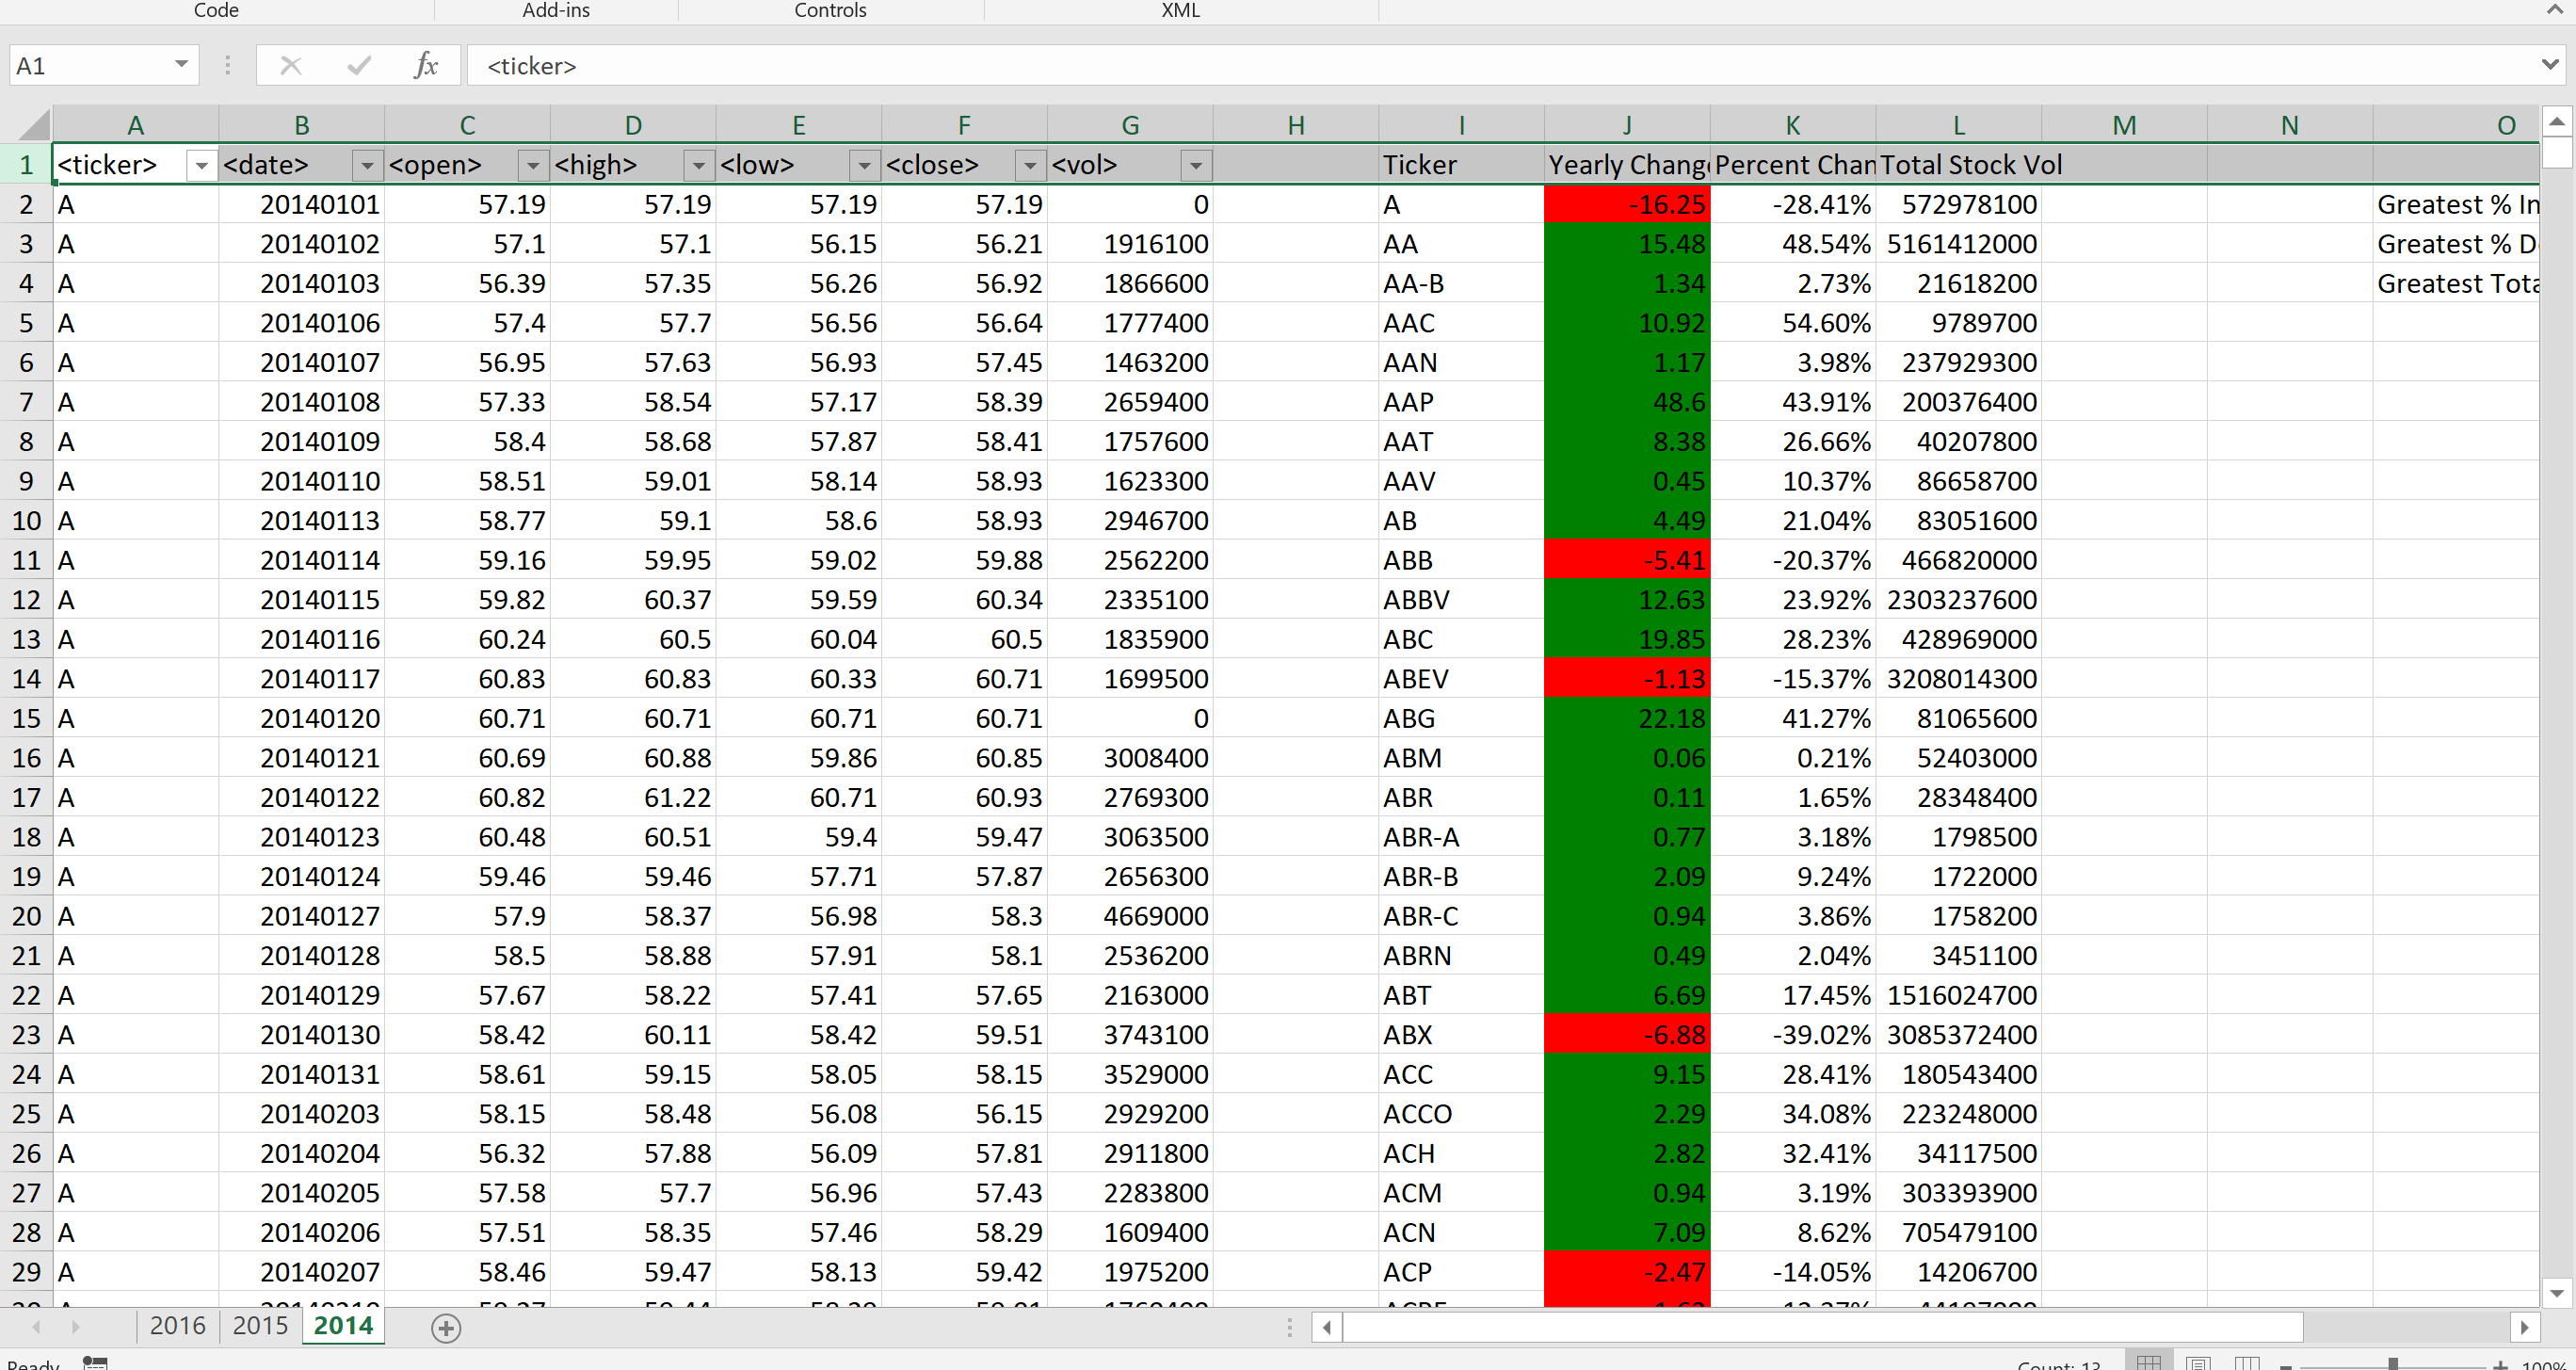 Code Add-ins Controls XML
A1 fx <ticker>
A B C D E F G H I J K L M N O
1 <ticker> <date> <open> <high> <low> <close> <vol> Ticker Yearly Change Percent Chan Total Stock Vol
2 A 20140101 57.19 57.19 57.19 57.19 0 A -16.25 -28.41% 572978100 Greatest % In
3 A 20140102 57.1 57.1 56.15 56.21 1916100 AA 15.48 48.54% 5161412000 Greatest % D
4 A 20140103 56.39 57.35 56.26 56.92 1866600 AA-B 1.34 2.73% 21618200 Greatest Tota
5 A 20140106 57.4 57.7 56.56 56.64 1777400 AAC 10.92 54.60% 9789700
6 A 20140107 56.95 57.63 56.93 57.45 1463200 AAN 1.17 3.98% 237929300
7 A 20140108 57.33 58.54 57.17 58.39 2659400 AAP 48.6 43.91% 200376400
8 A 20140109 58.4 58.68 57.87 58.41 1757600 AAT 8.38 26.66% 40207800
9 A 20140110 58.51 59.01 58.14 58.93 1623300 AAV 0.45 10.37% 86658700
10 A 20140113 58.77 59.1 58.6 58.93 2946700 AB 4.49 21.04% 83051600
11 A 20140114 59.16 59.95 59.02 59.88 2562200 ABB -5.41 -20.37% 466820000
12 A 20140115 59.82 60.37 59.59 60.34 2335100 ABBV 12.63 23.92% 2303237600
13 A 20140116 60.24 60.5 60.04 60.5 1835900 ABC 19.85 28.23% 428969000
14 A 20140117 60.83 60.83 60.33 60.71 1699500 ABEV -1.13 -15.37% 3208014300
15 A 20140120 60.71 60.71 60.71 60.71 0 ABG 22.18 41.27% 81065600
16 A 20140121 60.69 60.88 59.86 60.85 3008400 ABM 0.06 0.21% 52403000
17 A 20140122 60.82 61.22 60.71 60.93 2769300 ABR 0.11 1.65% 28348400
18 A 20140123 60.48 60.51 59.4 59.47 3063500 ABR-A 0.77 3.18% 1798500
19 A 20140124 59.46 59.46 57.71 57.87 2656300 ABR-B 2.09 9.24% 1722000
20 A 20140127 57.9 58.37 56.98 58.3 4669000 ABR-C 0.94 3.86% 1758200
21 A 20140128 58.5 58.88 57.91 58.1 2536200 ABRN 0.49 2.04% 3451100
22 A 20140129 57.67 58.22 57.41 57.65 2163000 ABT 6.69 17.45% 1516024700
23 A 20140130 58.42 60.11 58.42 59.51 3743100 ABX -6.88 -39.02% 3085372400
24 A 20140131 58.61 59.15 58.05 58.15 3529000 ACC 9.15 28.41% 180543400
25 A 20140203 58.15 58.48 56.08 56.15 2929200 ACCO 2.29 34.08% 223248000
26 A 20140204 56.32 57.88 56.09 57.81 2911800 ACH 2.82 32.41% 34117500
27 A 20140205 57.58 57.7 56.96 57.43 2283800 ACM 0.94 3.19% 303393900
28 A 20140206 57.51 58.35 57.46 58.29 1609400 ACN 7.09 8.62% 705479100
29 A 20140207 58.46 59.47 58.13 59.42 1975200 ACP -2.47 -14.05% 14206700
2016 2015 2014
Ready Count: 13 100%